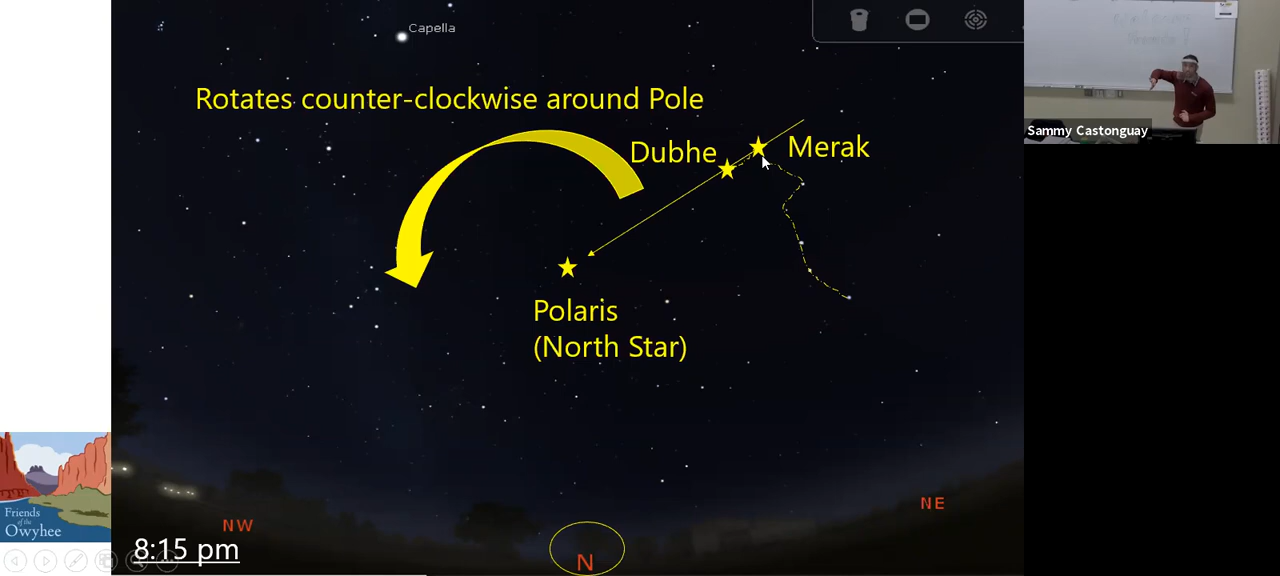 Capella
Rotates counter-clockwise around Pole
Dubhe
Merak
Sammy Castonguay
Polaris
(North Star)
Friends
of the
Owyhee
NW
NE
8:15 pm
N